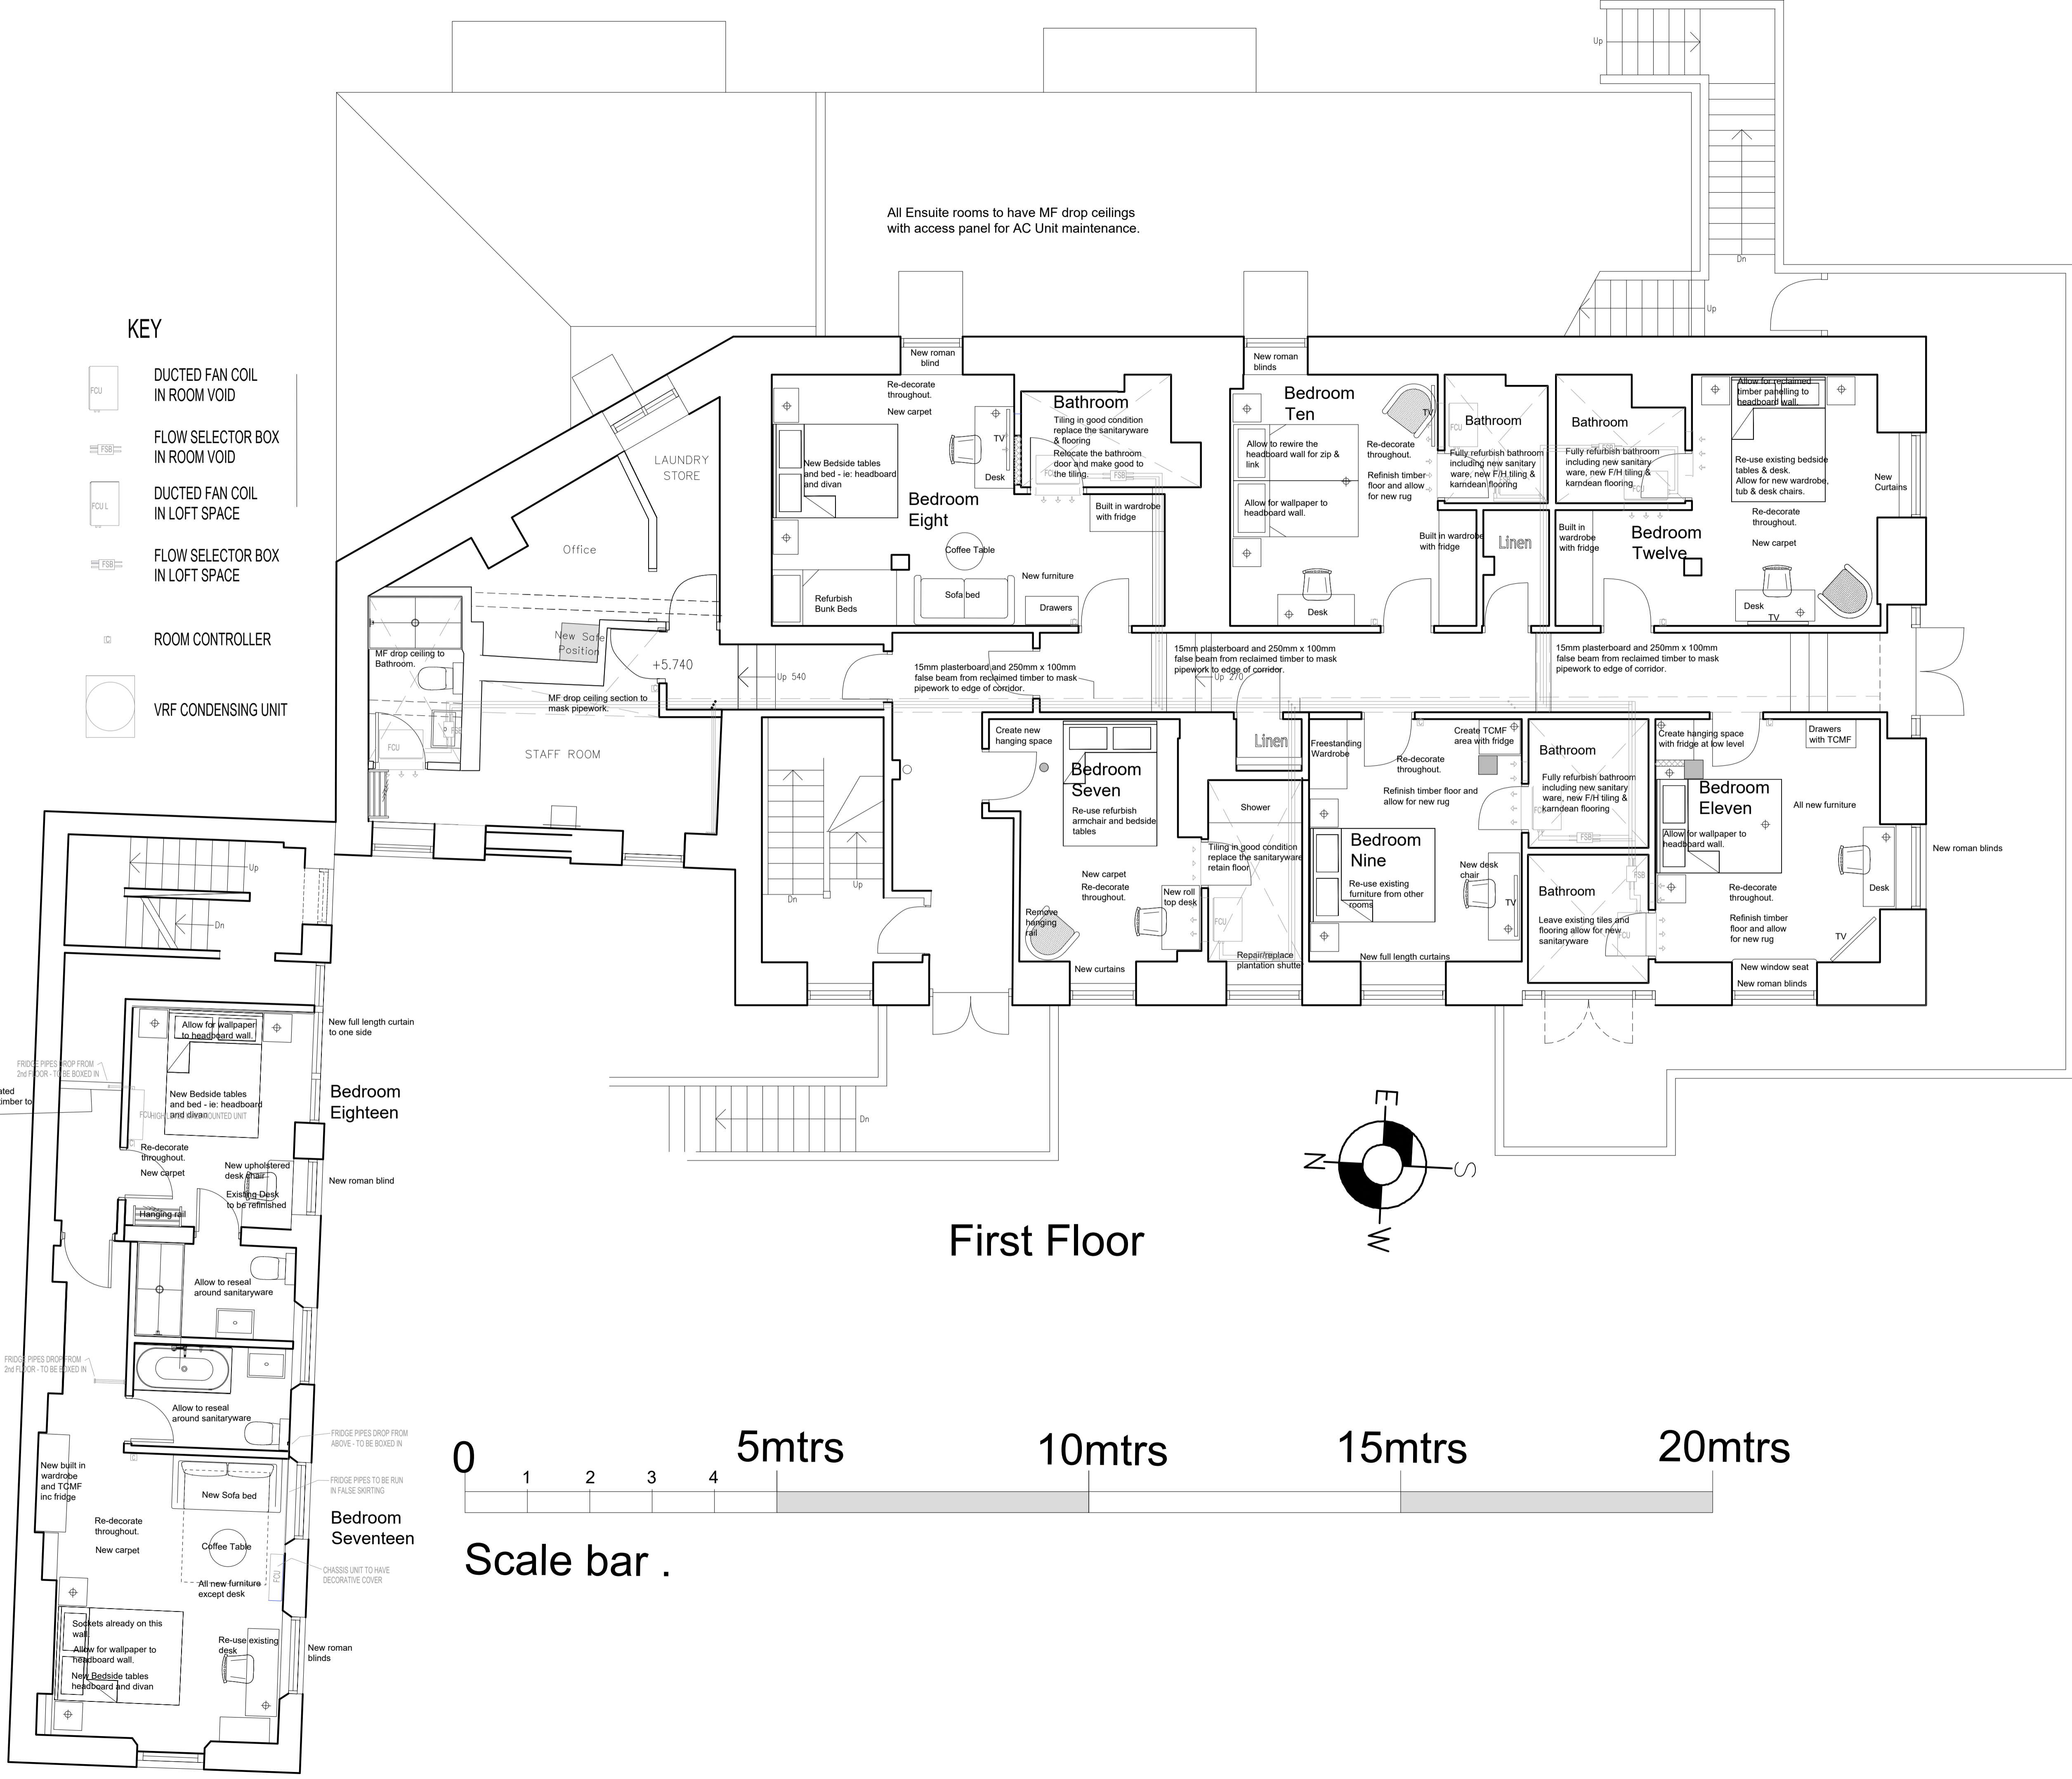 Up
Dn
Up
All Ensuite rooms to have MF drop ceilings
with access panel for AC Unit maintenance.
KEY
FCU
DUCTED FAN COIL
IN ROOM VOID
FSB
FLOW SELECTOR BOX
IN ROOM VOID
FCU L
DUCTED FAN COIL
IN LOFT SPACE
FSB
FLOW SELECTOR BOX
IN LOFT SPACE
C
ROOM CONTROLLER
VRF CONDENSING UNIT
LAUNDRY
STORE
Office
New Safe
Position
+5.740
MF drop ceiling to
Bathroom.
MF drop ceiling section to
mask pipework.
FCU
STAFF ROOM
Up 540
New roman
blind
Re-decorate
throughout.
New carpet
TV
Desk
New Bedside tables
and bed - ie: headboard
and divan
Bedroom
Eight
Coffee Table
Sofa bed
New furniture
Drawers
Refurbish
Bunk Beds
Bathroom
Tiling in good condition
replace the sanitaryware
& flooring
Relocate the bathroom
door and make good to
the tiling.
FSB
Built in wardrobe
with fridge
New roman
blinds
Bedroom
Ten
TV
Allow to rewire the
headboard wall for zip &
link
Allow for wallpaper to
headboard wall.
Re-decorate
throughout.
Refinish timber
floor and allow
for new rug
Desk
Built in wardrobe
with fridge
FCU
Bathroom
Fully refurbish bathroom
including new sanitary
ware, new F/H tiling &
karndean flooring
Linen
Bathroom
Fully refurbish bathroom
including new sanitary
ware, new F/H tiling &
karndean flooring
FCU
Built in
wardrobe
with fridge
Bedroom
Twelve
Allow for reclaimed
timber panelling to
headboard wall.
Re-use existing bedside
tables & desk.
Allow for new wardrobe,
tub & desk chairs.
Re-decorate
throughout.
New carpet
Desk
TV
New
Curtains
15mm plasterboard and 250mm x 100mm
false beam from reclaimed timber to mask
pipework to edge of corridor.
15mm plasterboard and 250mm x 100mm
false beam from reclaimed timber to mask
pipework to edge of corridor.
Up 270
15mm plasterboard and 250mm x 100mm
false beam from reclaimed timber to mask
pipework to edge of corridor.
Dn
Up
Create new
hanging space
Bedroom
Seven
Re-use refurbish
armchair and bedside
tables
New carpet
Re-decorate
throughout.
New roll
top desk
Remove
hanging
rail
New curtains
Linen
Shower
Tiling in good condition
replace the sanitaryware
retain floor
FCU
Repair/replace
plantation shutter
Freestanding
Wardrobe
Create TCMF
area with fridge
Re-decorate
throughout.
Refinish timber floor and
allow for new rug
Bedroom
Nine
Re-use existing
furniture from other
rooms
New desk
chair
TV
New full length curtains
Bathroom
Fully refurbish bathroom
including new sanitary
ware, new F/H tiling &
karndean flooring
FSB
FSB
Bathroom
Leave existing tiles and
flooring allow for new
sanitaryware
FCU
Create hanging space
with fridge at low level
Drawers
with TCMF
Bedroom
Eleven
All new furniture
Allow for wallpaper to
headboard wall.
Desk
Re-decorate
throughout.
Refinish timber
floor and allow
for new rug
TV
New window seat
New roman blinds
New roman blinds
Dn
Up
Dn
Allow for wallpaper
to headboard wall.
New full length curtain
to one side
FRIDGE PIPES DROP FROM
2nd FLOOR - TO BE BOXED IN
timber to
New Bedside tables
and bed - ie: headboard
and divan
FCU
Bedroom
Eighteen
Re-decorate
throughout.
New carpet
New upholstered
desk chair
Existing Desk
to be refinished
New roman blind
Hanging rail
Allow to reseal
around sanitaryware
FRIDGE PIPES DROP FROM
2nd FLOOR - TO BE BOXED IN
Allow to reseal
around sanitaryware
FRIDGE PIPES DROP FROM
ABOVE - TO BE BOXED IN
New built in
wardrobe
and TCMF
inc fridge
New Sofa bed
FRIDGE PIPES TO BE RUN
IN FALSE SKIRTING
Bedroom
Seventeen
Re-decorate
throughout.
New carpet
Coffee Table
FCU
CHASSIS UNIT TO HAVE
DECORATIVE COVER
All new furniture
except desk
Sockets already on this
wall.
Allow for wallpaper to
headboard wall.
New Bedside tables
headboard and divan
Re-use existing
desk
New roman
blinds
E
N
S
W
First Floor
0
1
2
3
4
5mtrs
10mtrs
15mtrs
20mtrs
Scale bar .